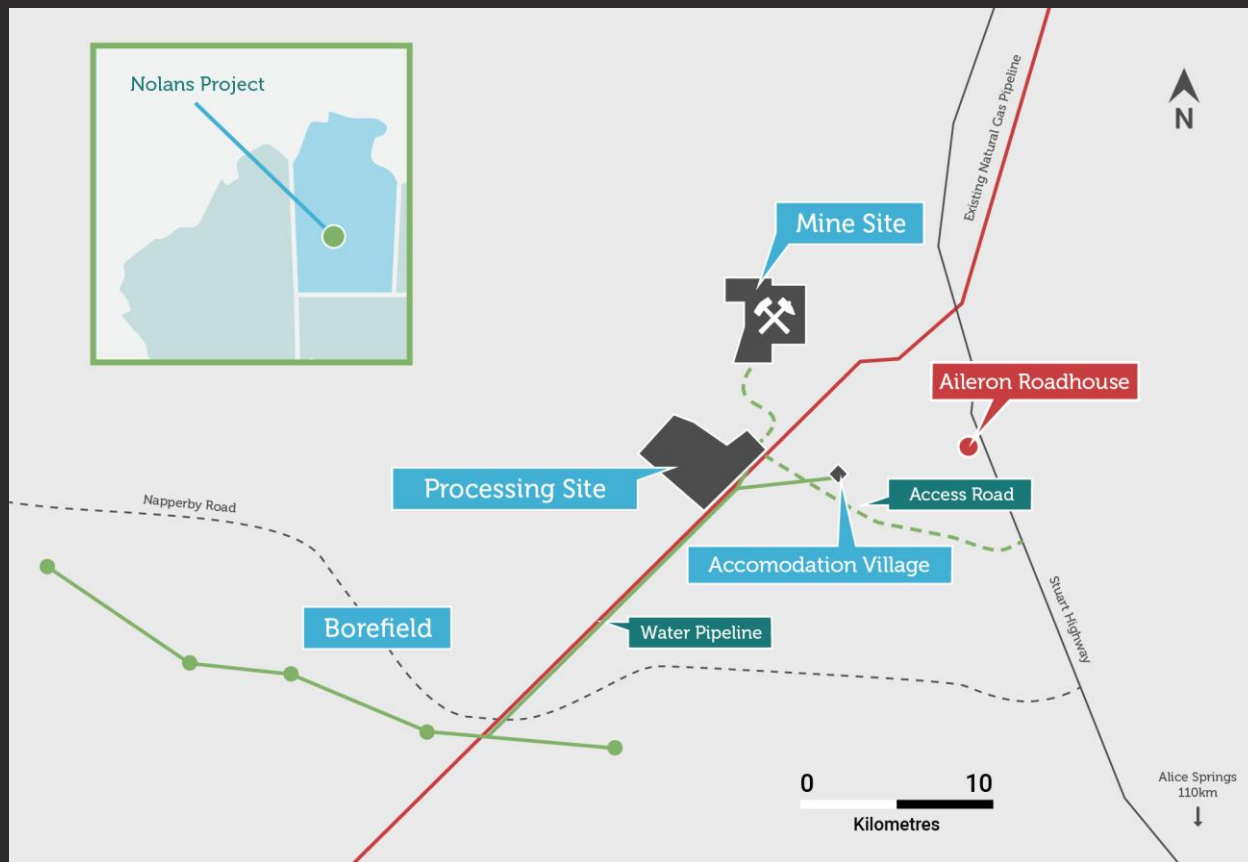 Nolans Project
N
Existing Natural Gas Pipeline
Mine Site
Aileron Roadhouse
Processing Site
Access Road
Napperby Road
Accomodation Village
Stuart Highway
Borefield
Water Pipeline
0 10
Kilometres
Alice Springs
110km